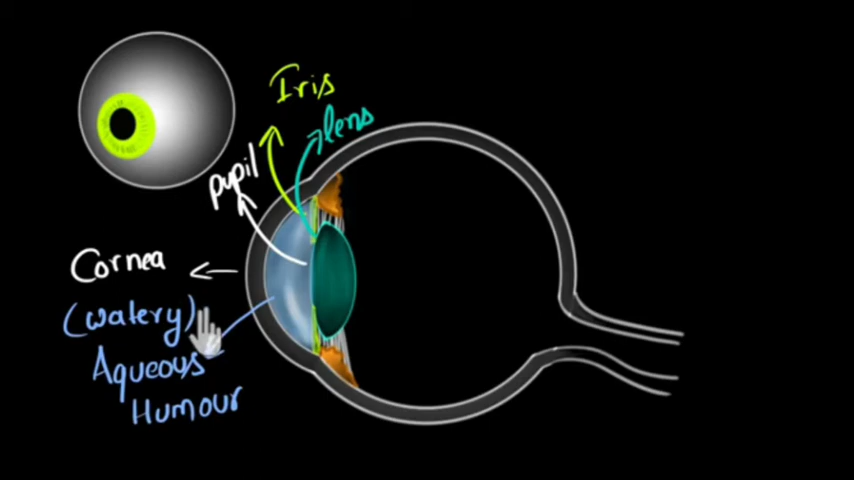 Iris
lens
pupil
Cornea
(watery)
Aqueous
Humour